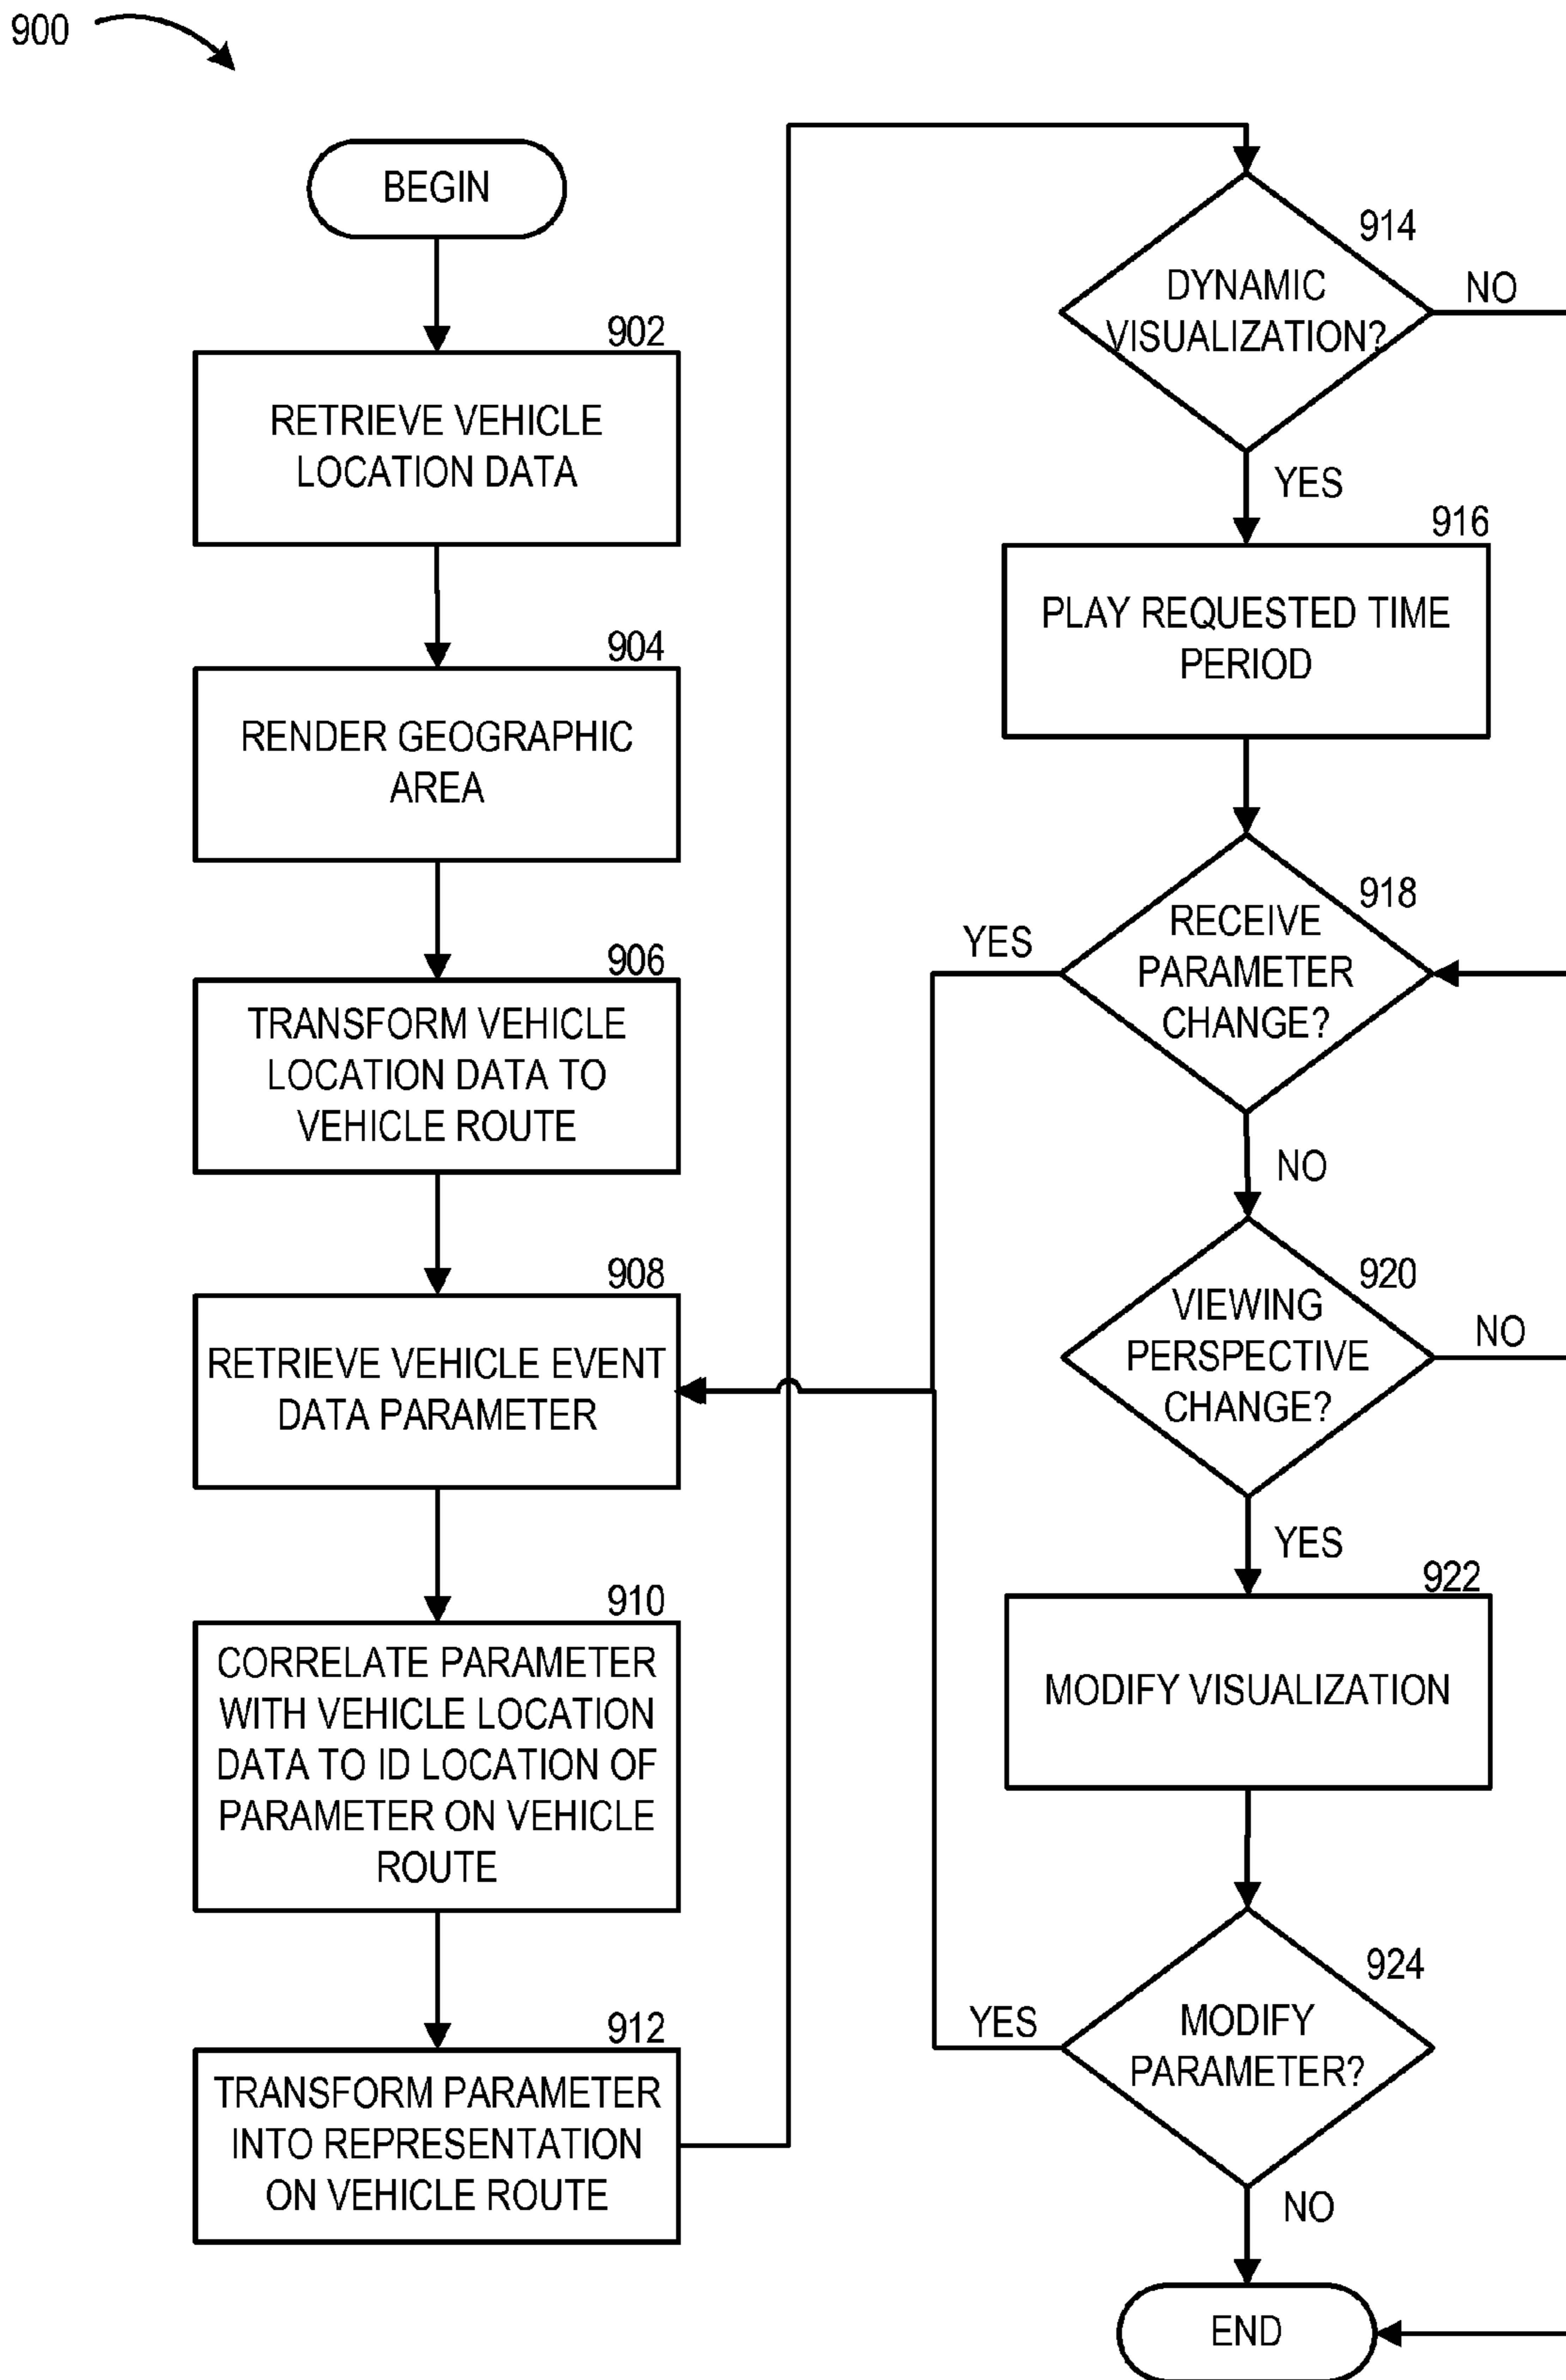 900
BEGIN
902
RETRIEVE VEHICLE
LOCATION DATA
904
RENDER GEOGRAPHIC
AREA
906
TRANSFORM VEHICLE
LOCATION DATA TO
VEHICLE ROUTE
908
RETRIEVE VEHICLE EVENT
DATA PARAMETER
910
CORRELATE PARAMETER
WITH VEHICLE LOCATION
DATA TO ID LOCATION OF
PARAMETER ON VEHICLE
ROUTE
912
TRANSFORM PARAMETER
INTO REPRESENTATION
ON VEHICLE ROUTE
914
DYNAMIC
VISUALIZATION?
NO
YES
916
PLAY REQUESTED TIME
PERIOD
918
RECEIVE
PARAMETER
CHANGE?
YES
NO
920
VIEWING
PERSPECTIVE
CHANGE?
NO
YES
922
MODIFY VISUALIZATION
924
MODIFY
PARAMETER?
YES
NO
END